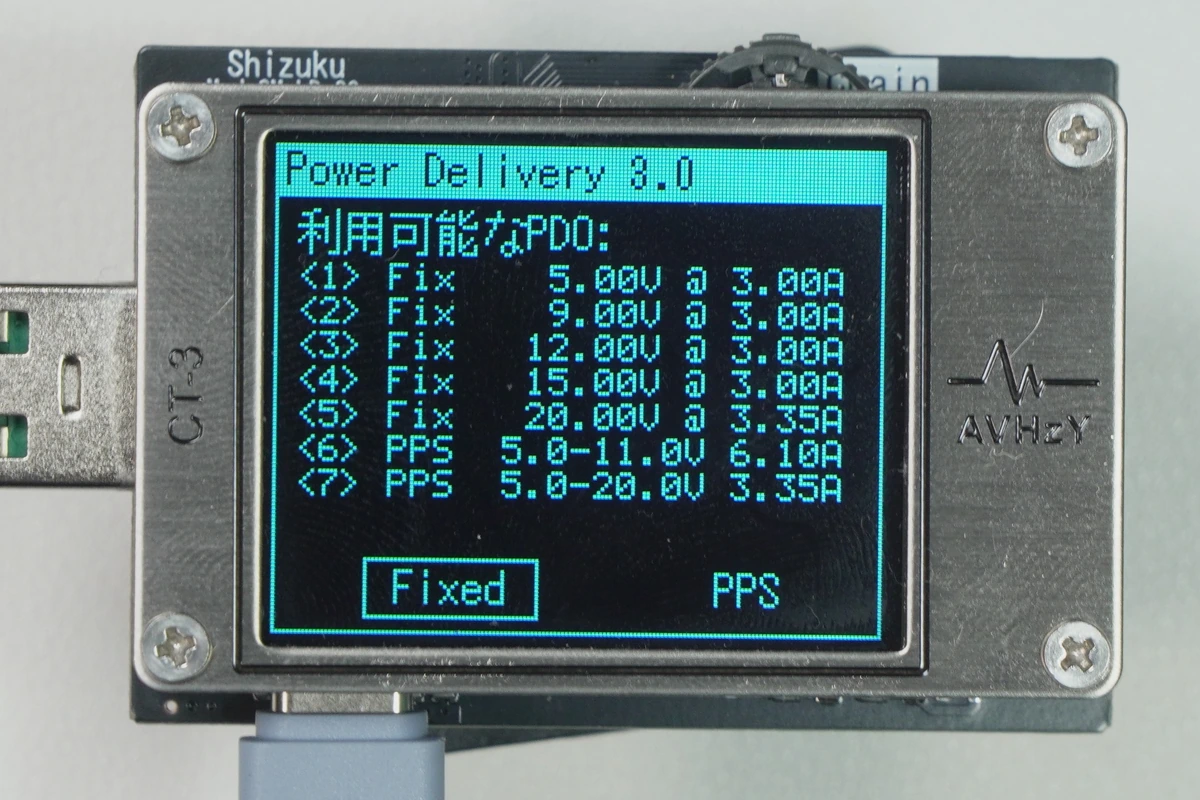 Shizuku
Power Delivery 3.0
利用可能なPDO:
<1> Fix 5.00V @ 3.00A
<2> Fix 9.00V @ 3.00A
<3> Fix 12.00V @ 3.00A
<4> Fix 15.00V @ 3.00A
<5> Fix 20.00V @ 3.35A
<6> PPS 5.0-11.0V 6.10A
<7> PPS 5.0-20.0V 3.35A
Fixed PPS
CT-3
AVHzY